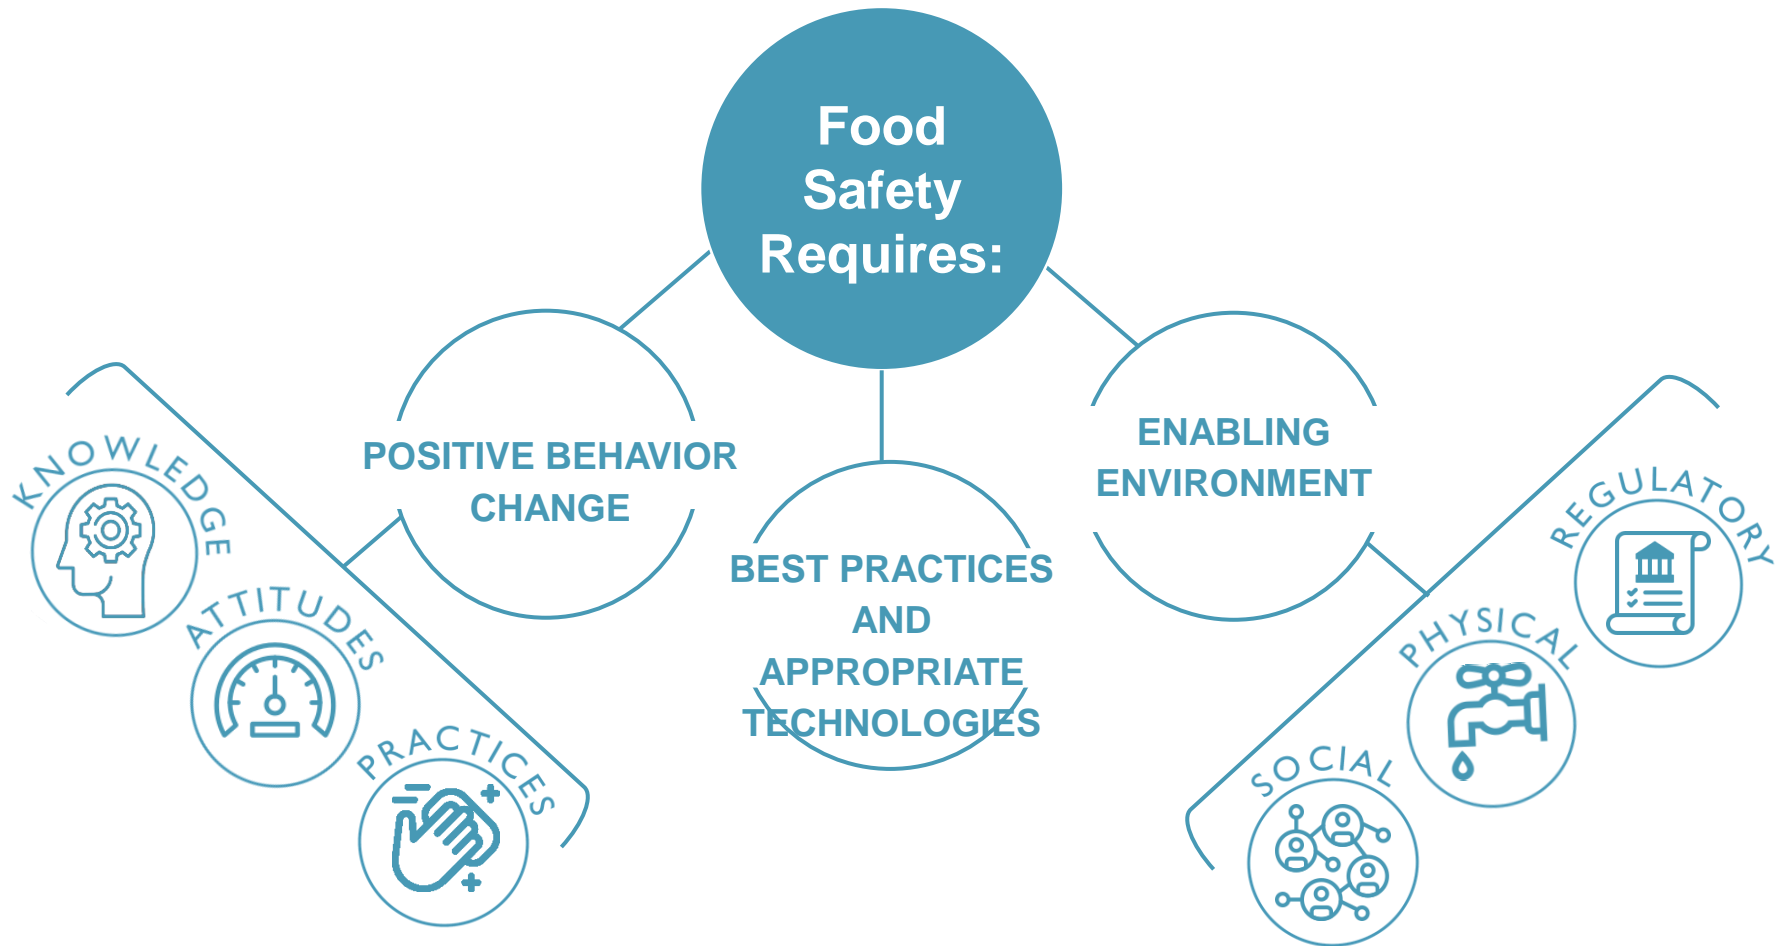 Food
Safety
Requires:
POSITIVE BEHAVIOR
CHANGE
BEST PRACTICES
AND
APPROPRIATE
TECHNOLOGIES
ENABLING
ENVIRONMENT
KNOWLEDGE
ATTITUDES
PRACTICES
REGULATORY
PHYSICAL
SOCIAL